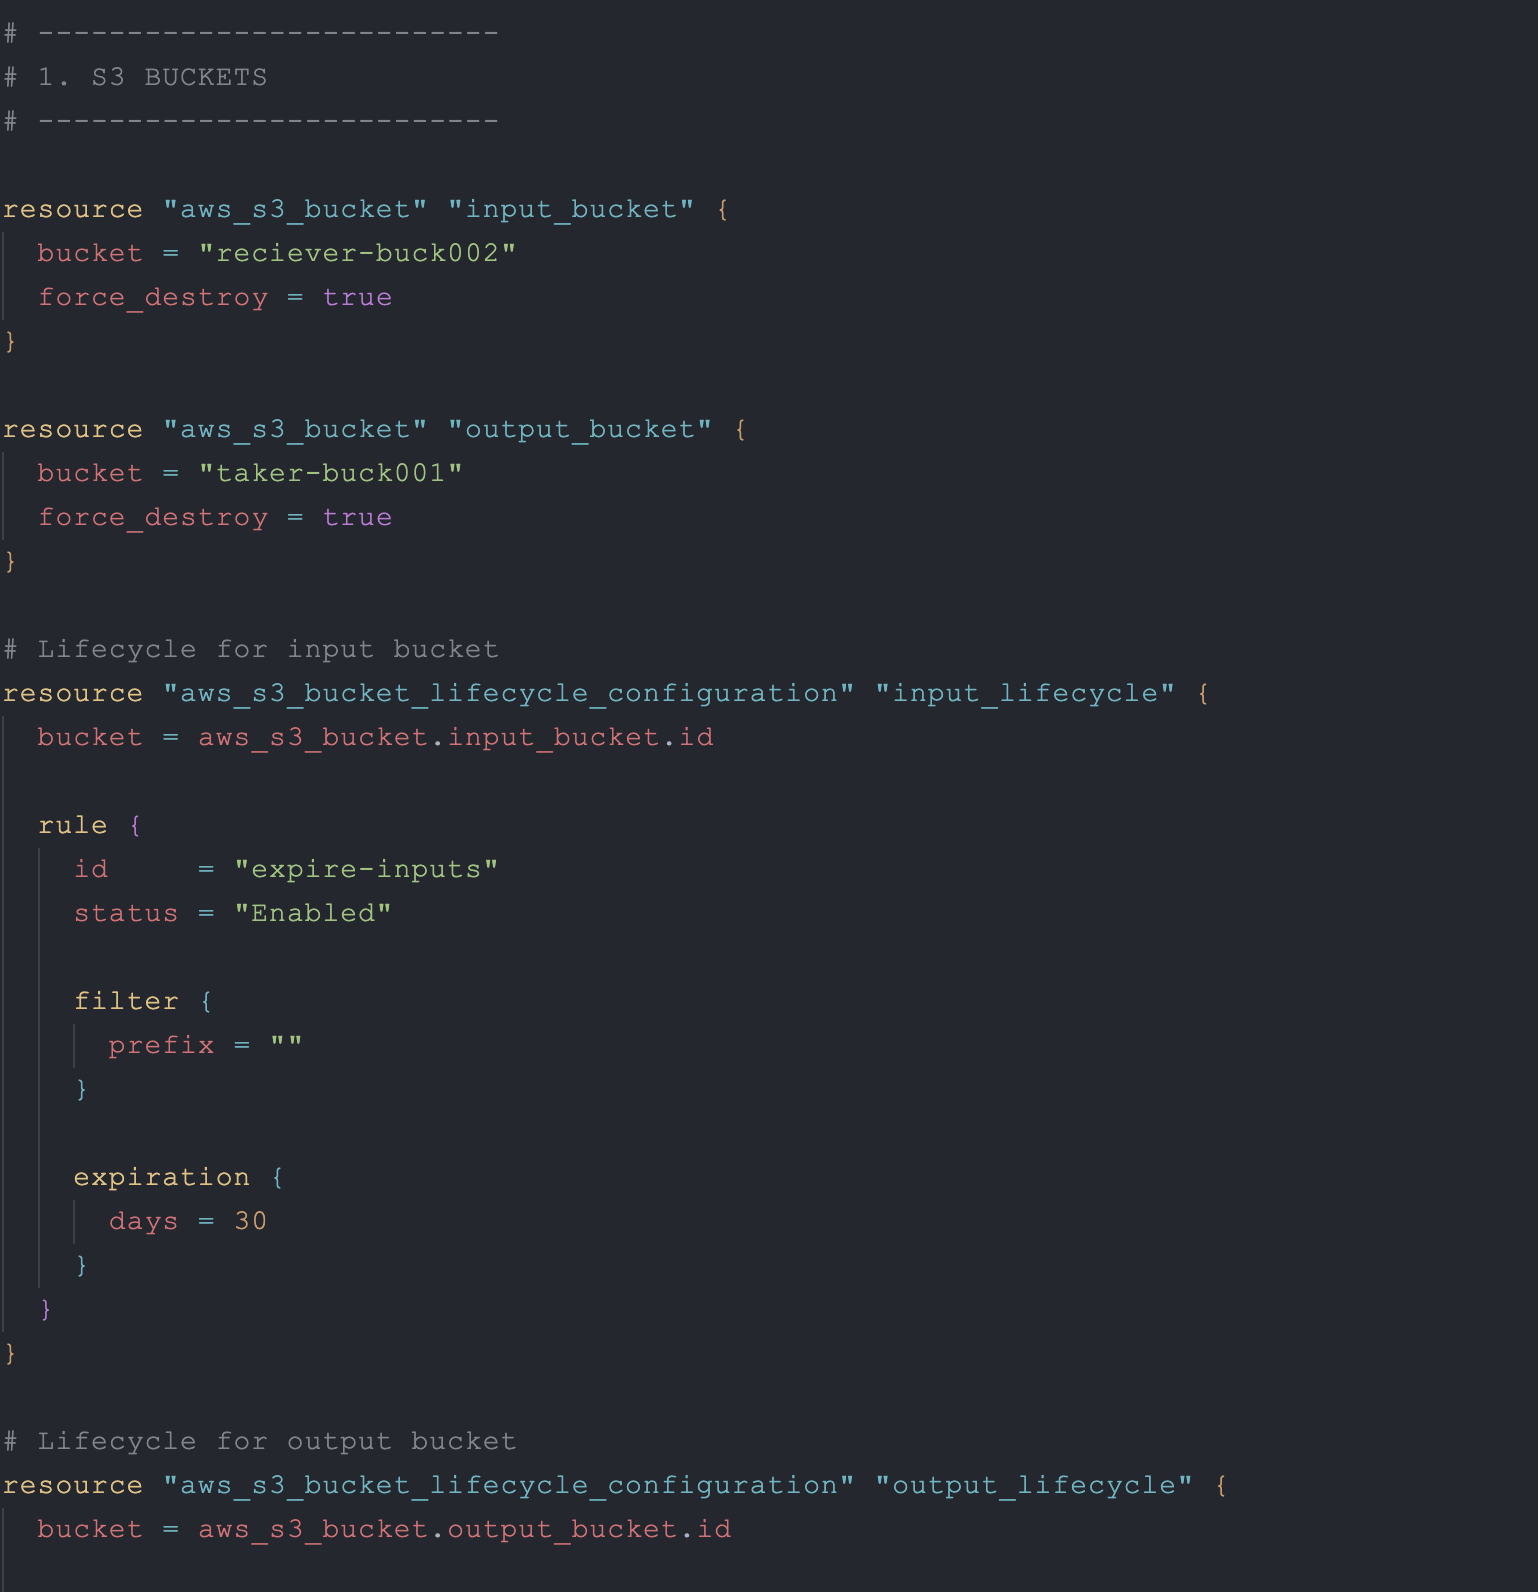 # --------------------------
# 1. S3 BUCKETS
# --------------------------
resource "aws_s3_bucket" "input_bucket" {
  bucket = "reciever-buck002"
  force_destroy = true
}
resource "aws_s3_bucket" "output_bucket" {
  bucket = "taker-buck001"
  force_destroy = true
}
# Lifecycle for input bucket
resource "aws_s3_bucket_lifecycle_configuration" "input_lifecycle" {
  bucket = aws_s3_bucket.input_bucket.id
  rule {
    id     = "expire-inputs"
    status = "Enabled"
    filter {
      prefix = ""
    }
    expiration {
      days = 30
    }
  }
}
# Lifecycle for output bucket
resource "aws_s3_bucket_lifecycle_configuration" "output_lifecycle" {
  bucket = aws_s3_bucket.output_bucket.id